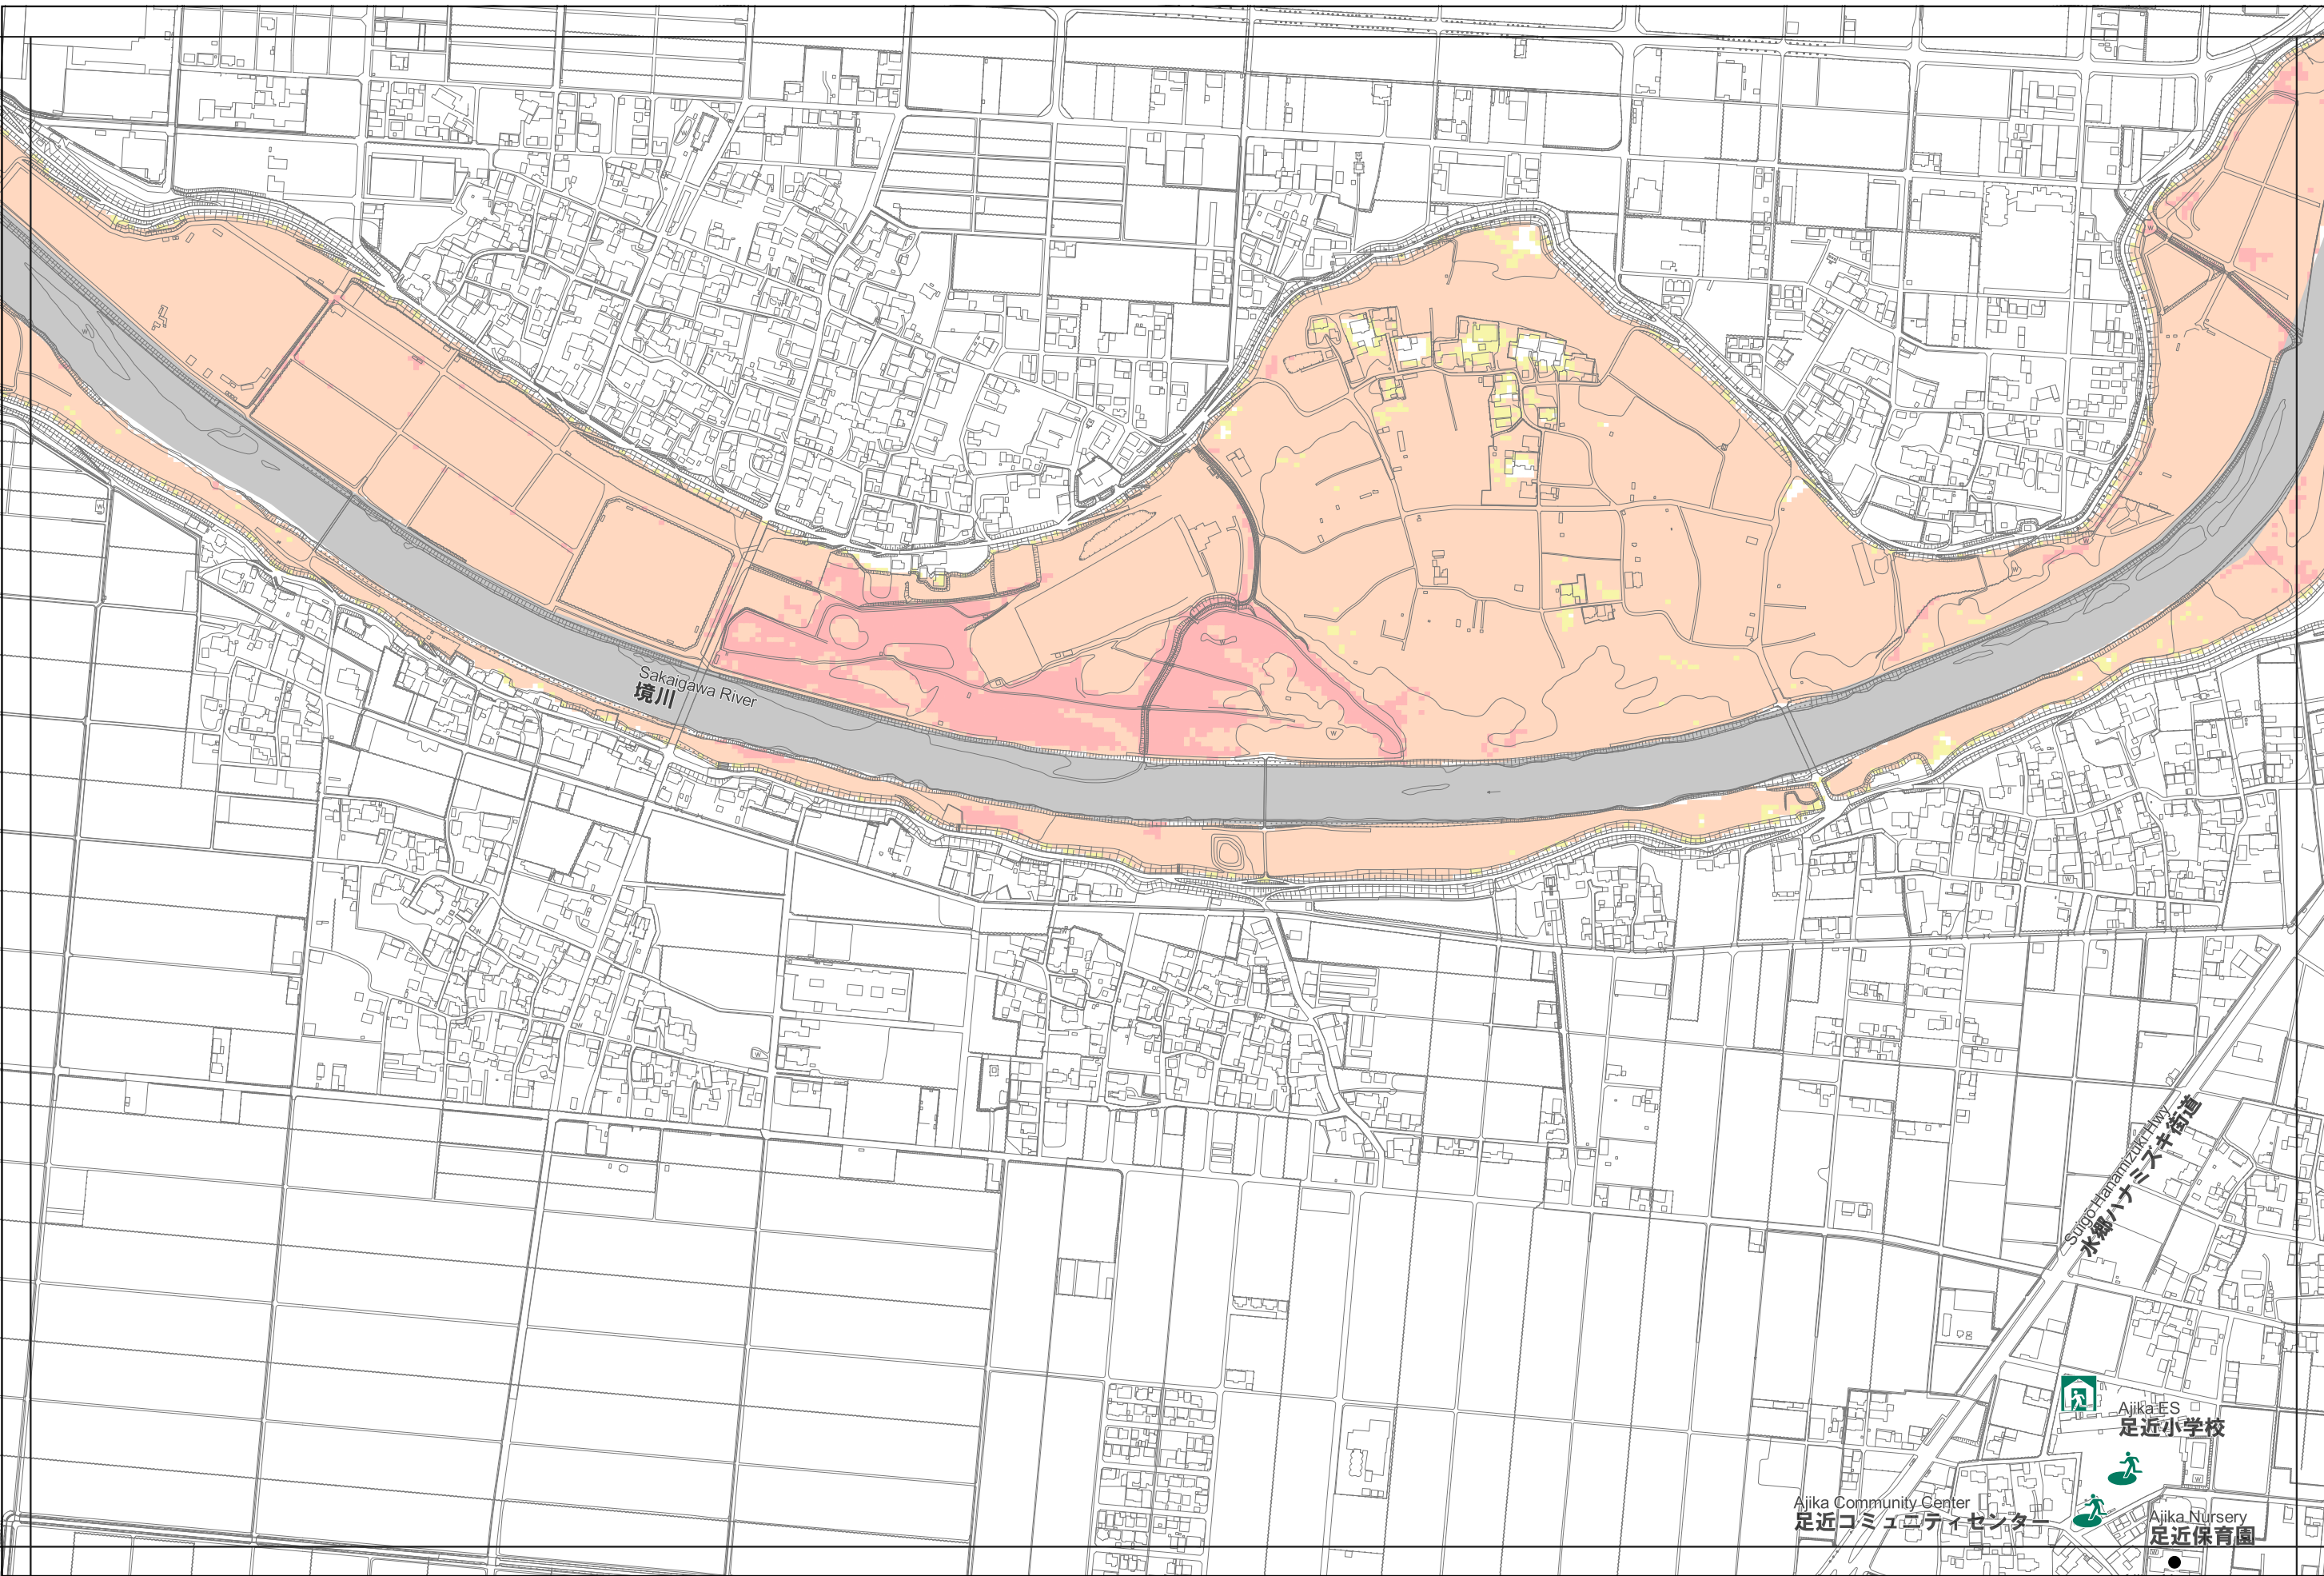 Sakaigawa River
境川
Suigo Hanamizuki Hwy
水郷ハナミズキ街道
Ajika ES
足近小学校
Ajika Community Center
足近コミュニティセンター
Ajika Nursery
足近保育園